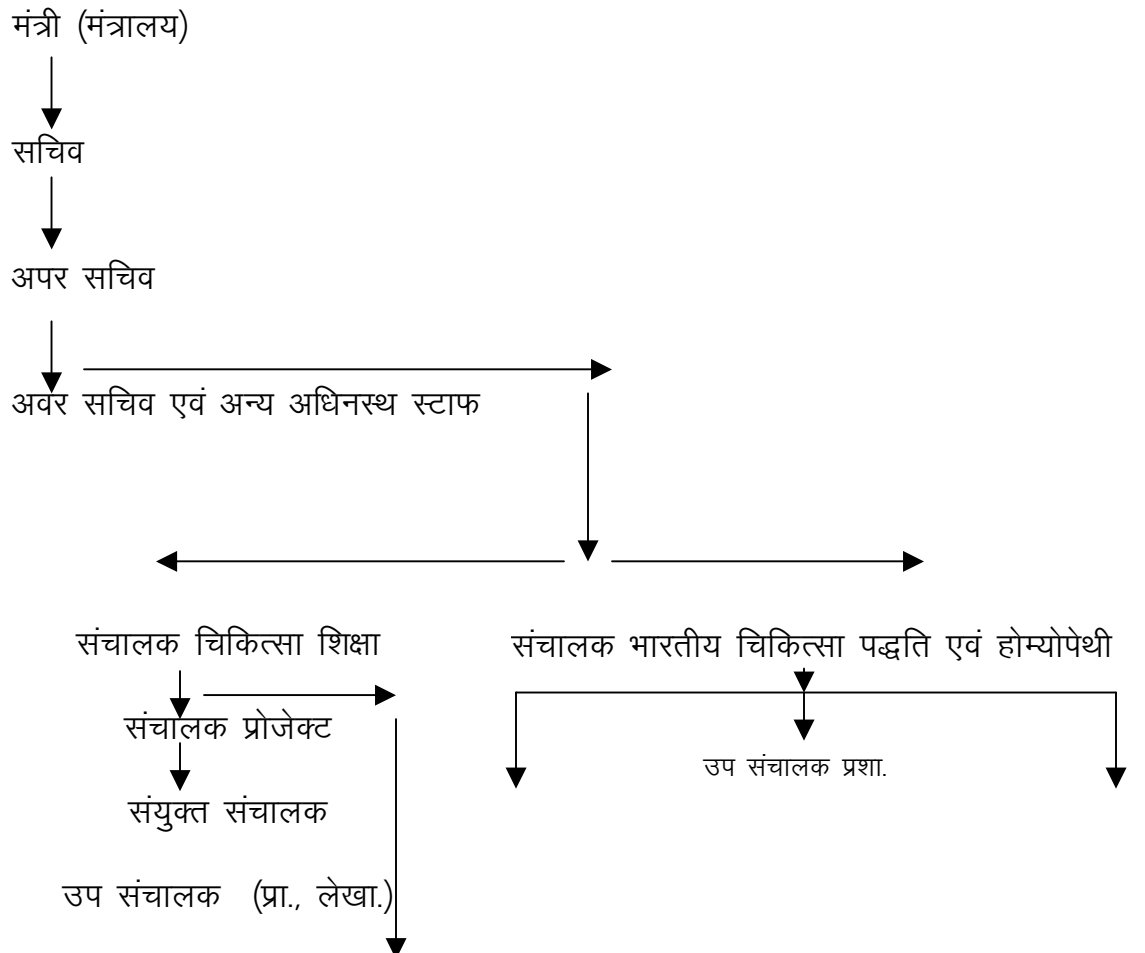 मंत्री (मंत्रालय)
सचिव
अपर सचिव
अवर सचिव एवं अन्य अधिनस्थ स्टाफ
संचालक चिकित्सा शिक्षा
संचालक भारतीय चिकित्सा पद्धति एवं होम्योपेथी
संचालक प्रोजेक्ट
उप संचालक प्रशा.
संयुक्त संचालक
उप संचालक (प्रा., लेखा.)